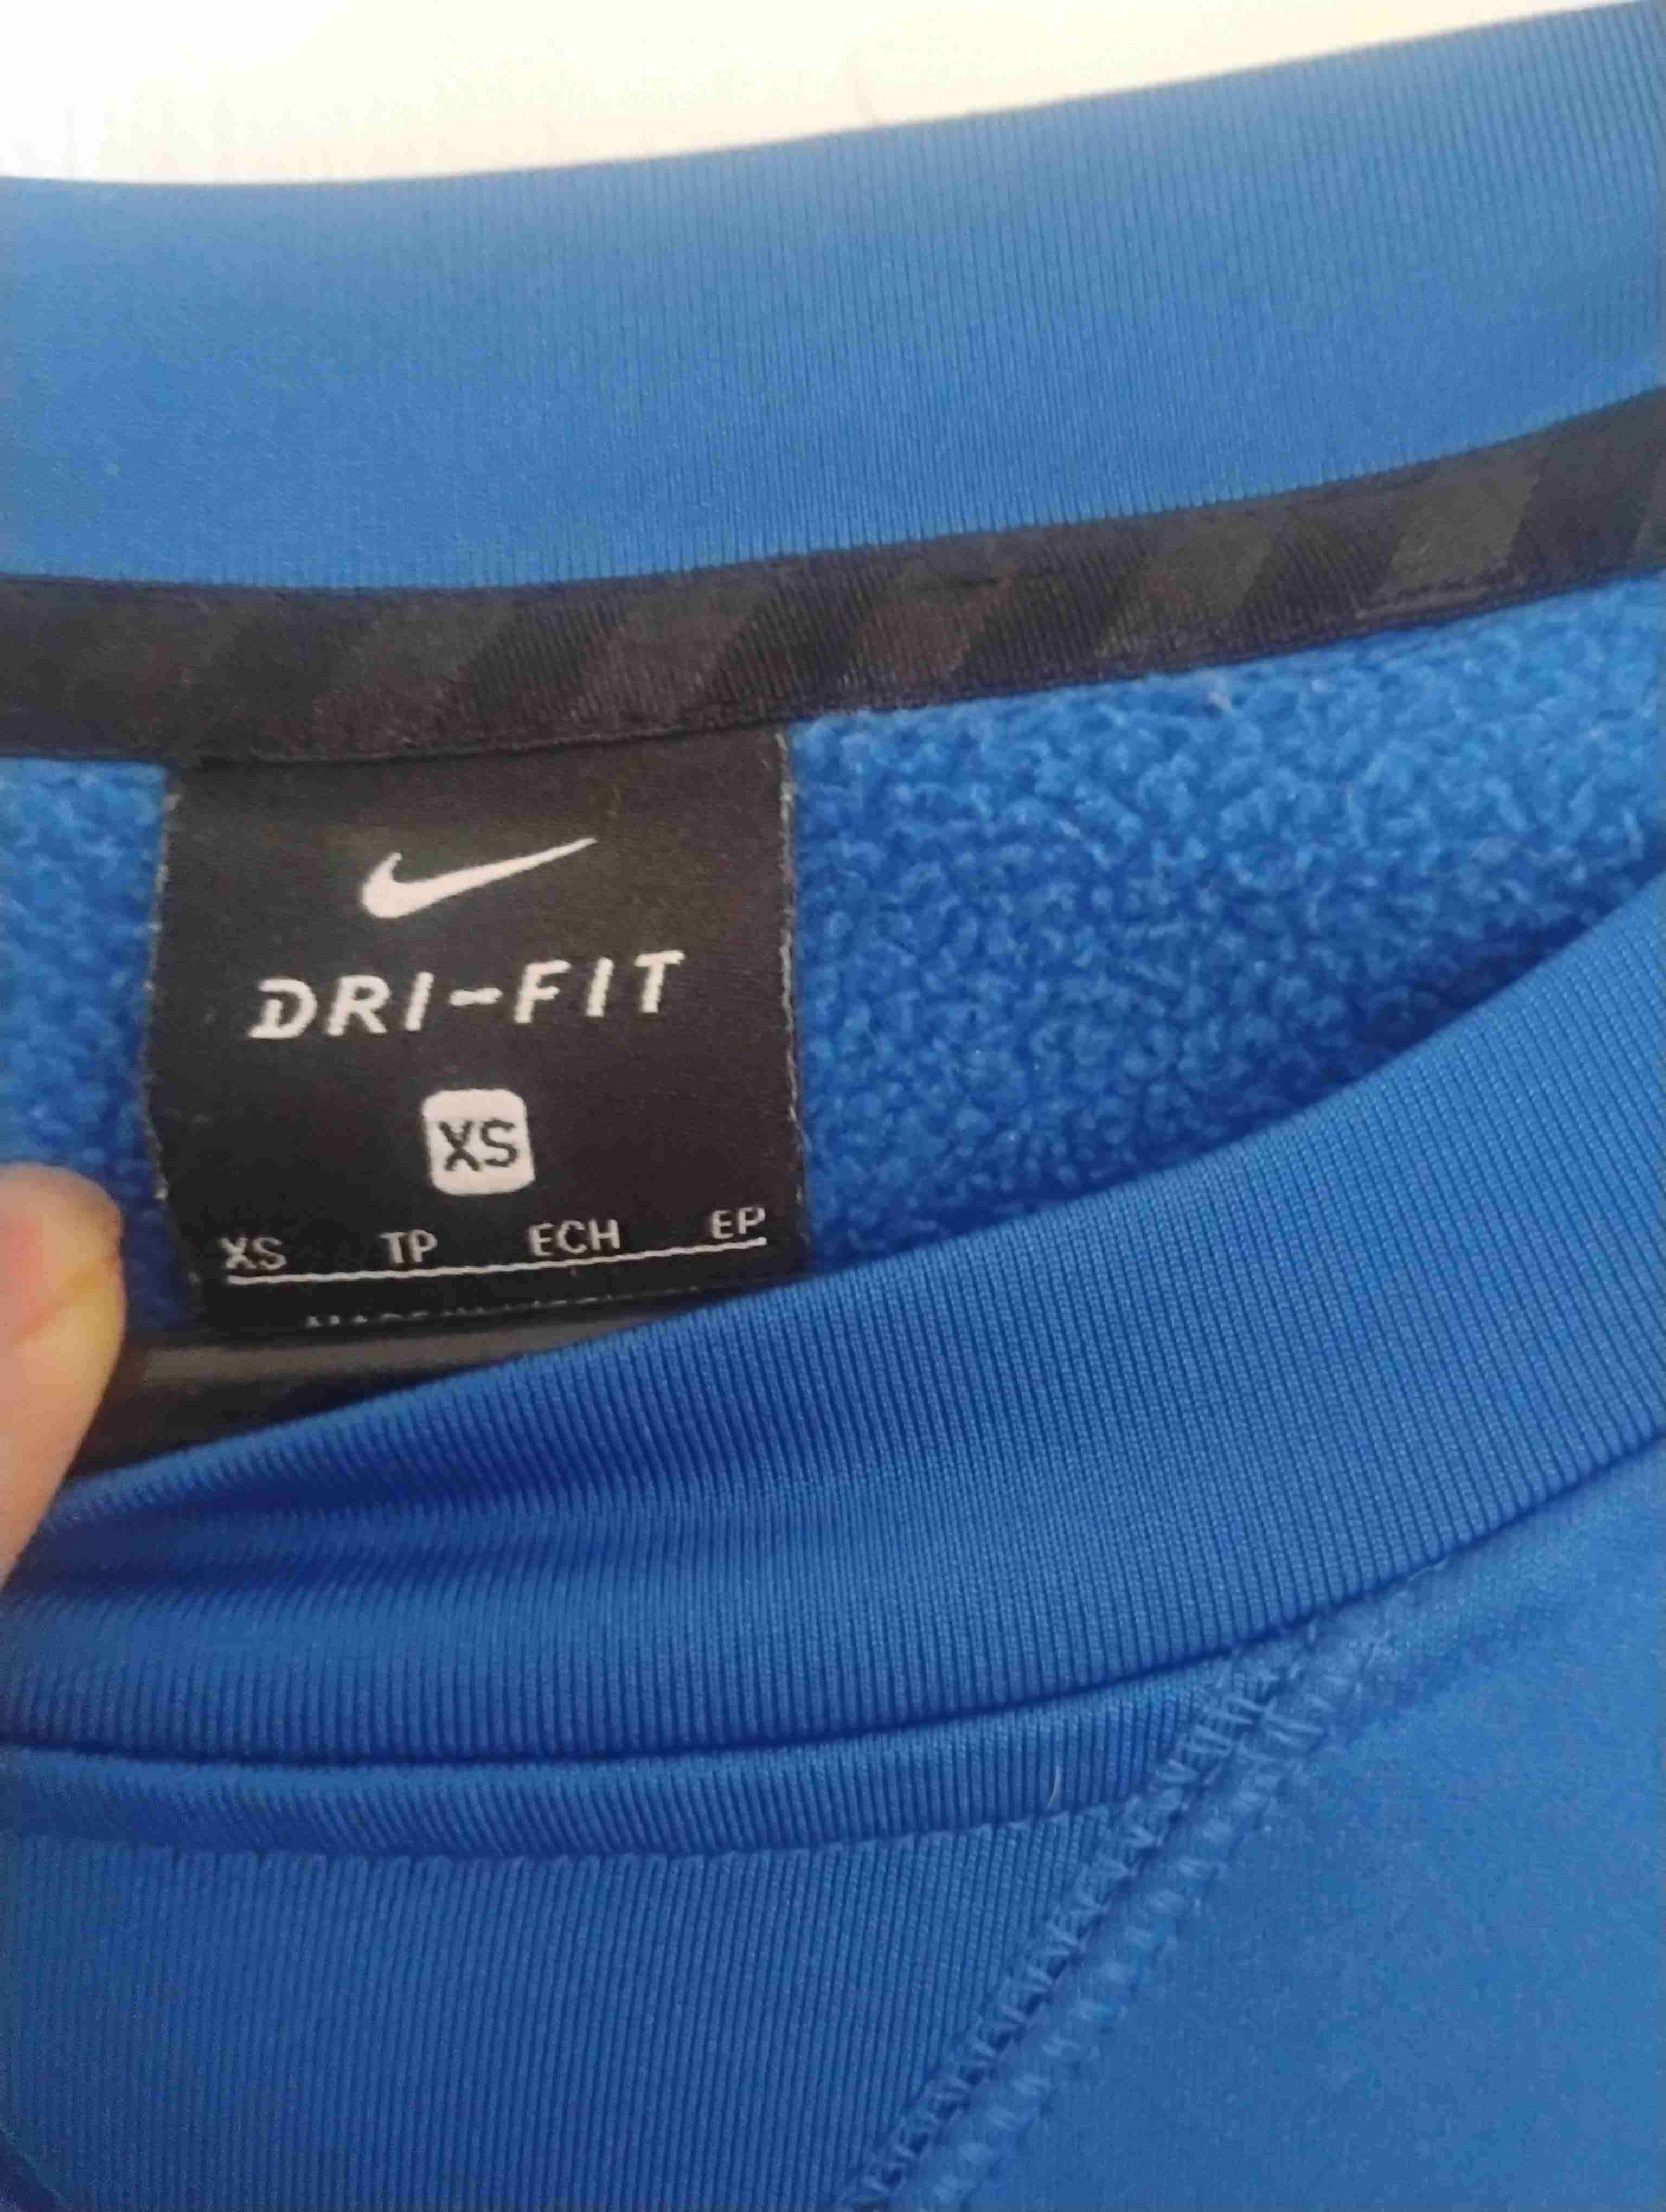 DRI-FIT
XS
XS TP ECH EP